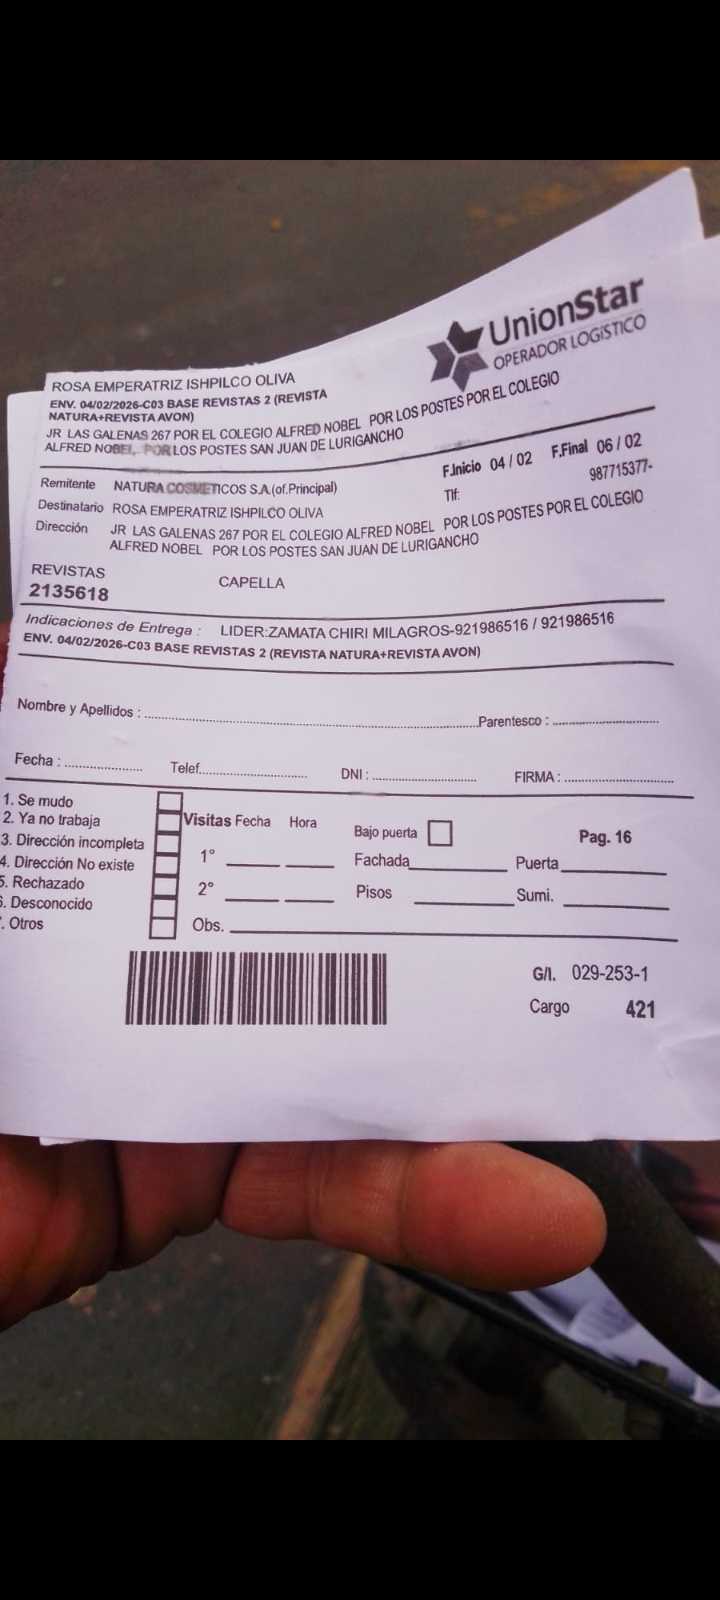 UnionStar
OPERADOR LOGíSTICO
ROSA EMPERATRIZ ISHPILCO OLIVA
ENV. 04/02/2026-C03 BASE REVISTAS 2 (REVISTA
NATURA+REVISTA AVON)
JR LAS GALENAS 267 POR EL COLEGIO ALFRED NOBEL POR LOS POSTES POR EL COLEGIO
ALFRED NOBEL, POR LOS POSTES SAN JUAN DE LURIGANCHO
Remitente NATURA COSMETICOS S.A.(of.Principal) F.Inicio 04 / 02 F.Final 06 / 02
Destinatario ROSA EMPERATRIZ ISHPILCO OLIVA Tlf: 987715377-
Dirección JR LAS GALENAS 267 POR EL COLEGIO ALFRED NOBEL POR LOS POSTES POR EL COLEGIO
ALFRED NOBEL POR LOS POSTES SAN JUAN DE LURIGANCHO
REVISTAS CAPELLA
2135618
Indicaciones de Entrega : LIDER:ZAMATA CHIRI MILAGROS-921986516 / 921986516
ENV. 04/02/2026-C03 BASE REVISTAS 2 (REVISTA NATURA+REVISTA AVON)
Nombre y Apellidos : Parentesco :
Fecha : Telef. DNI : FIRMA :
1. Se mudo
2. Ya no trabaja
3. Dirección incompleta
4. Dirección No existe
5. Rechazado
6. Desconocido
. Otros
Visitas Fecha Hora
1°
2°
Obs.
Bajo puerta Pag. 16
Fachada Puerta
Pisos Sumi.
G/I. 029-253-1
Cargo 421